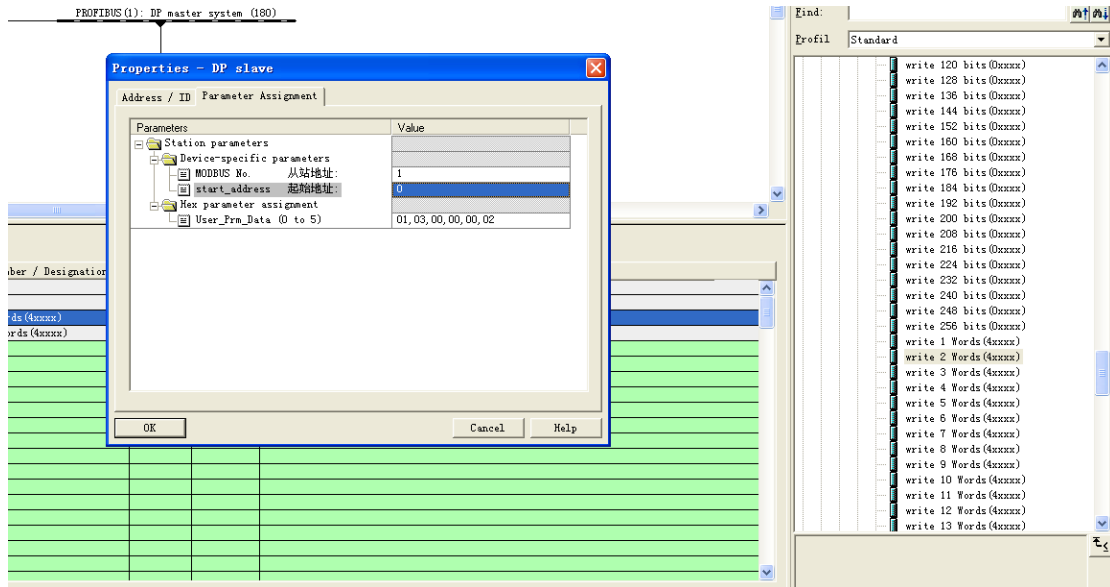 PROFIBUS(1): DP master system (180)
Find:
Profil Standard
Properties - DP slave
Address / ID Parameter Assignment
Parameters Value
Station parameters
Device-specific parameters
MODBUS No. 从站地址: 1
start_address 起始地址: 0
Hex parameter assignment
User_Prm_Data (0 to 5) 01,03,00,00,00,02
OK Cancel Help
ber / Designation
ds(4xxxx)
ords(4xxxx)
write 120 bits(0xxxx)
write 128 bits(0xxxx)
write 136 bits(0xxxx)
write 144 bits(0xxxx)
write 152 bits(0xxxx)
write 160 bits(0xxxx)
write 168 bits(0xxxx)
write 176 bits(0xxxx)
write 184 bits(0xxxx)
write 192 bits(0xxxx)
write 200 bits(0xxxx)
write 208 bits(0xxxx)
write 216 bits(0xxxx)
write 224 bits(0xxxx)
write 232 bits(0xxxx)
write 240 bits(0xxxx)
write 248 bits(0xxxx)
write 256 bits(0xxxx)
write 1 Words(4xxxx)
write 2 Words(4xxxx)
write 3 Words(4xxxx)
write 4 Words(4xxxx)
write 5 Words(4xxxx)
write 6 Words(4xxxx)
write 7 Words(4xxxx)
write 8 Words(4xxxx)
write 9 Words(4xxxx)
write 10 Words(4xxxx)
write 11 Words(4xxxx)
write 12 Words(4xxxx)
write 13 Words(4xxxx)